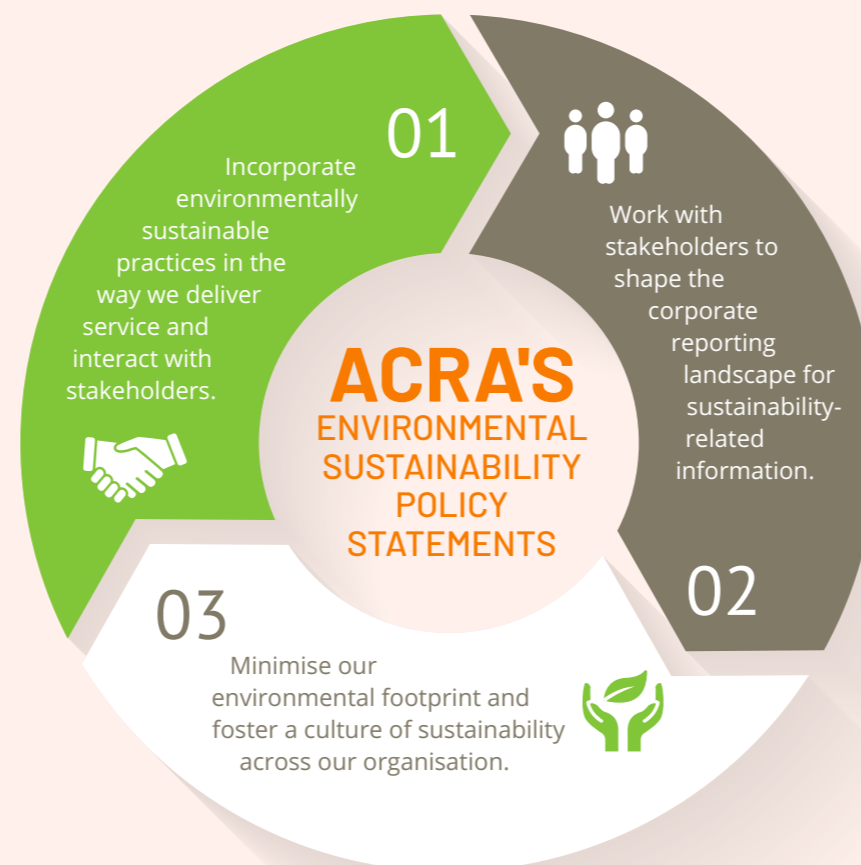 ACRA'S
ENVIRONMENTAL
SUSTAINABILITY
POLICY
STATEMENTS
01
Incorporate
environmentally
sustainable
practices in the
way we deliver
service and
interact with
stakeholders.
Work with
stakeholders to
shape the
corporate
reporting
landscape for
sustainability-
related
information.
02
03
Minimise our
environmental footprint and
foster a culture of sustainability
across our organisation.